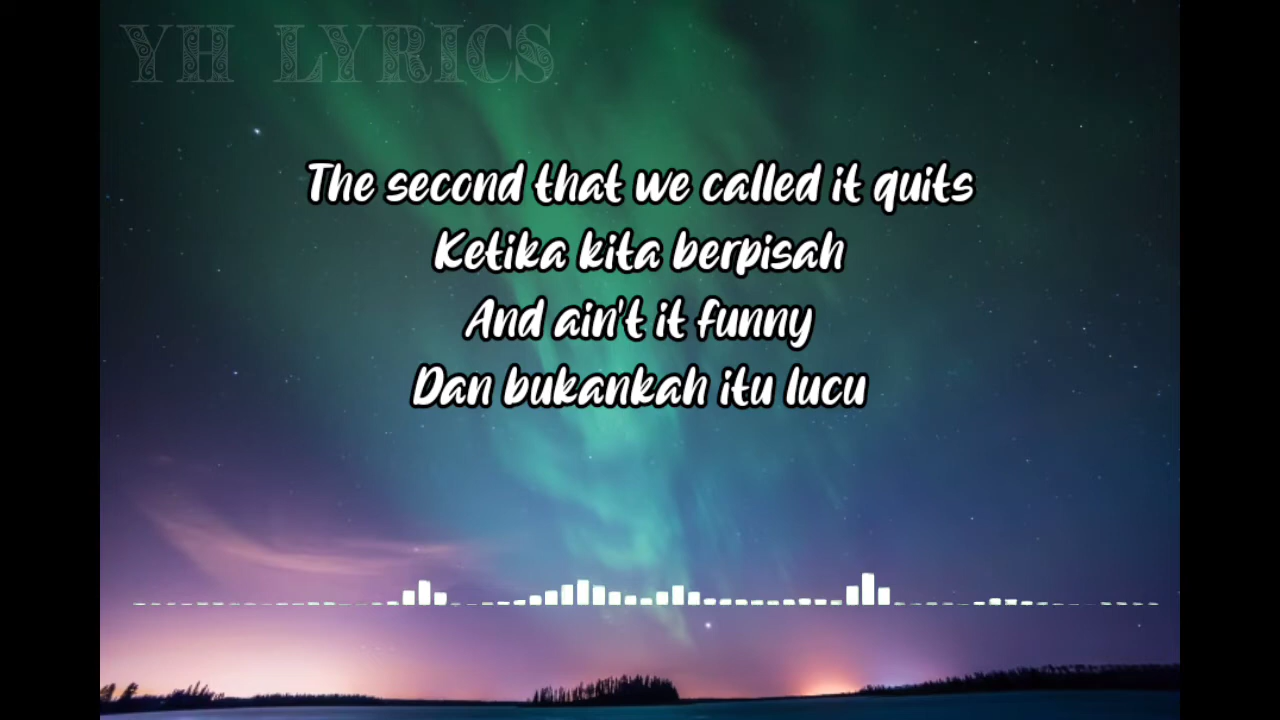 YH LYRICS
The second that we called it quits
Ketika kita berpisah
And ain't it funny
Dan bukankah itu lucu